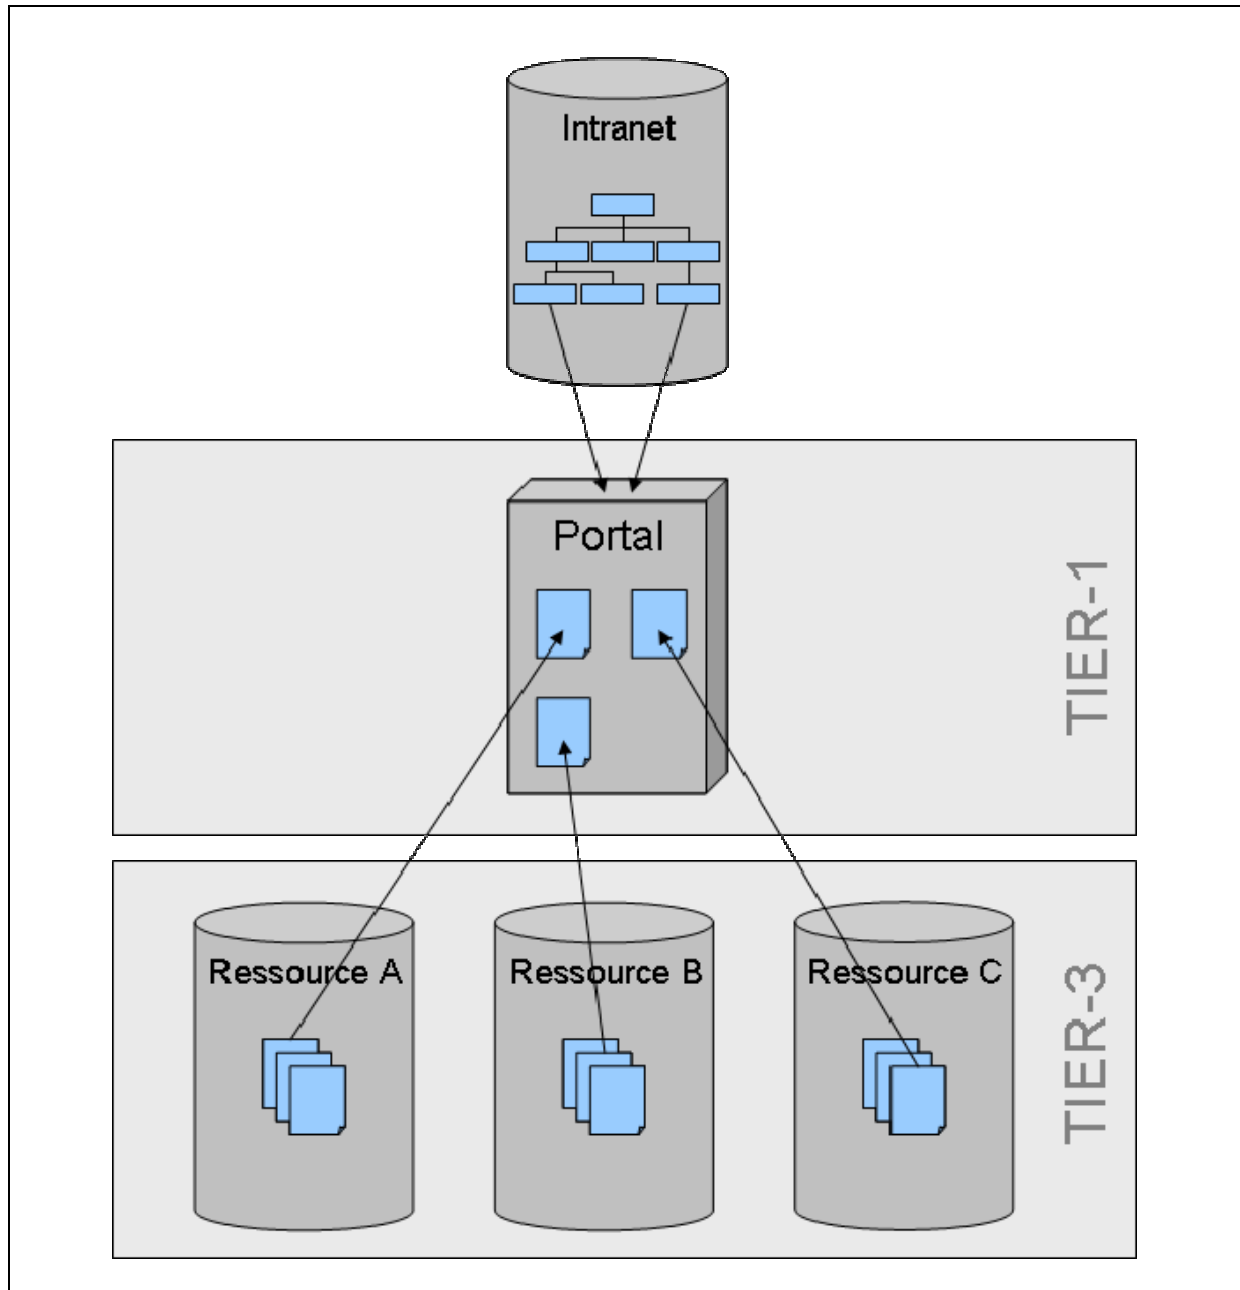 Intranet
Portal
TIER-1
Ressource A
Ressource B
Ressource C
TIER-3